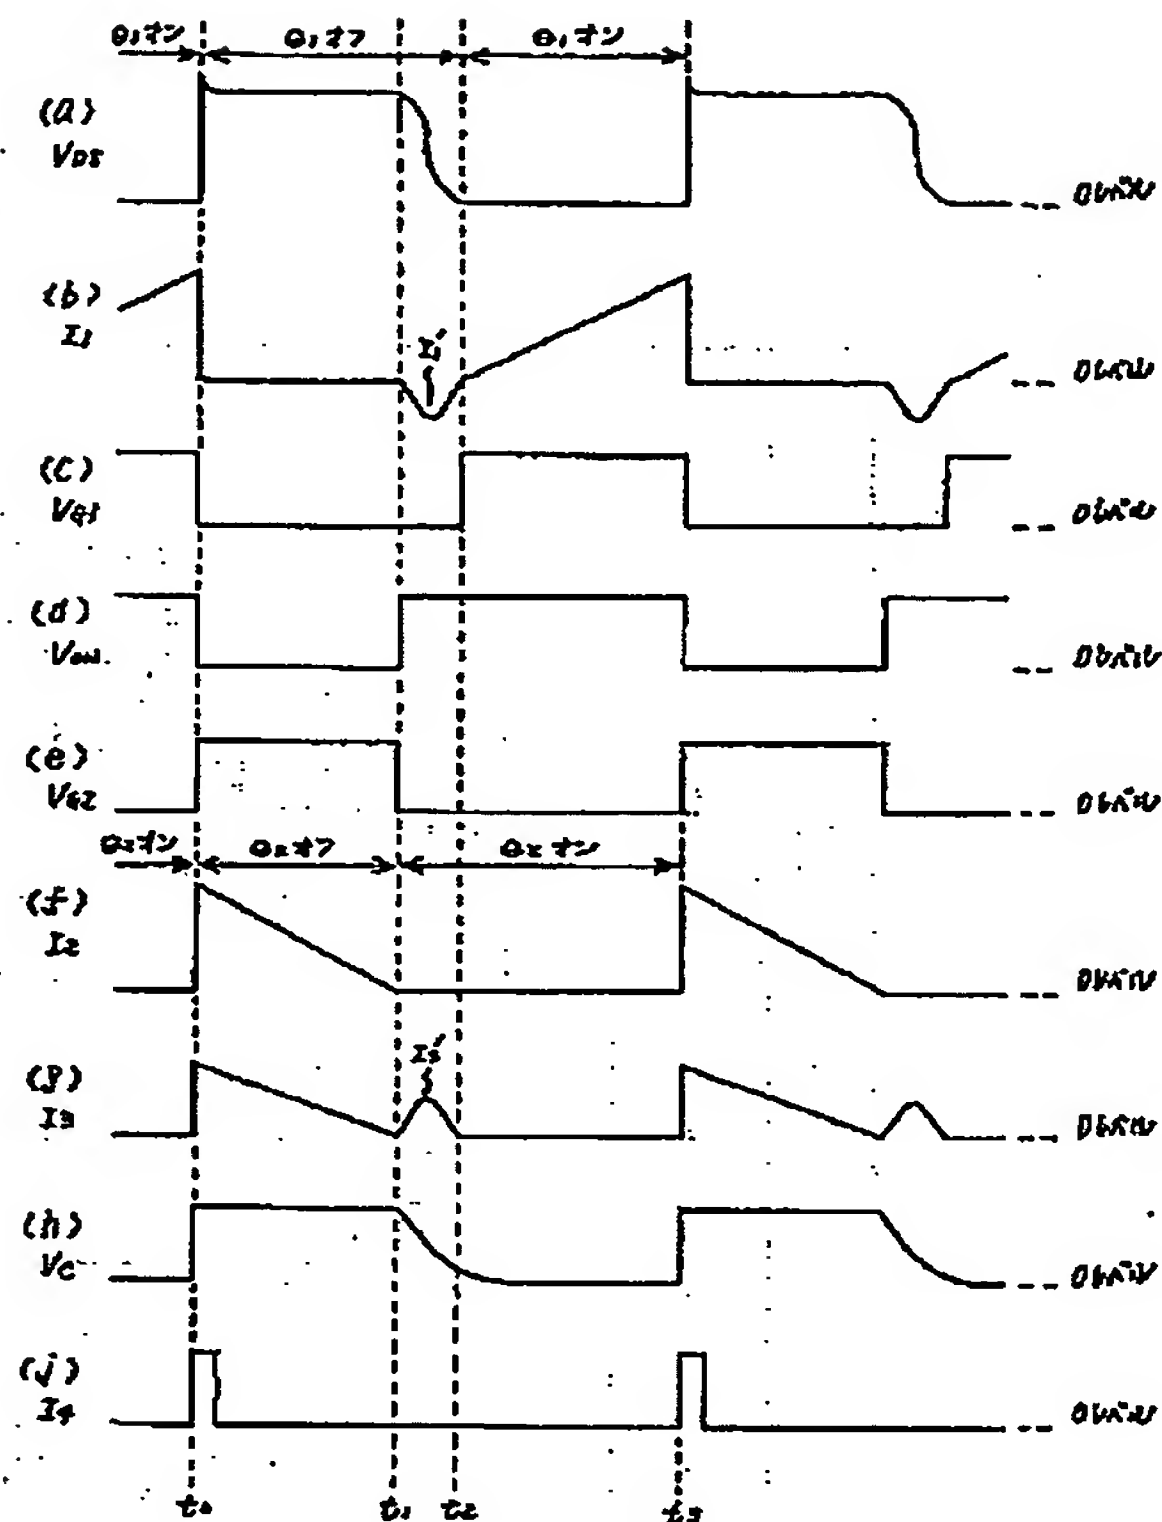 Q₁オン Q₁オフ Q₁オン
(a)
VDS 0レベル
(b)
I1 0レベル
(c)
VG1 0レベル
(d)
VON 0レベル
(e)
VG2 0レベル
Q₂オン Q₂オフ Q₂オン
(f)
I2 0レベル
(g)
I3 0レベル
(h)
Vc 0レベル
(j)
I4 0レベル
t0 t1 t2 t3